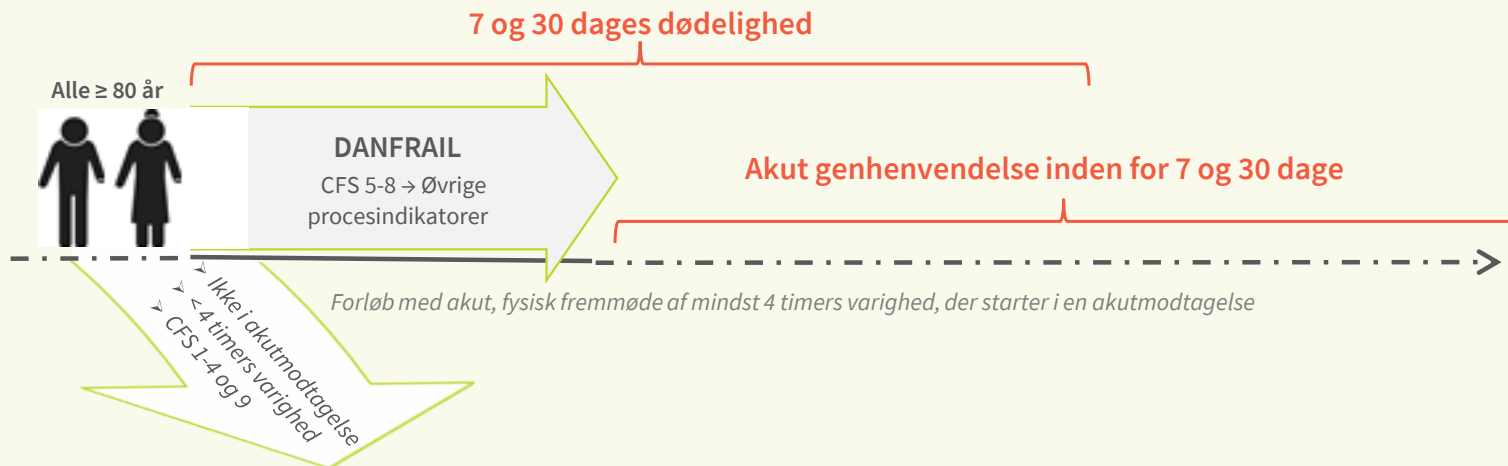 7 og 30 dages dødelighed
Alle ≥ 80 år
DANFRAIL
CFS 5-8 → Øvrige
procesindikatorer
Akut genhenvendelse inden for 7 og 30 dage
➢ Ikke i akutmodtagelse
➢ < 4 timers varighed
➢ CFS 1-4 og 9
Forløb med akut, fysisk fremmøde af mindst 4 timers varighed, der starter i en akutmodtagelse